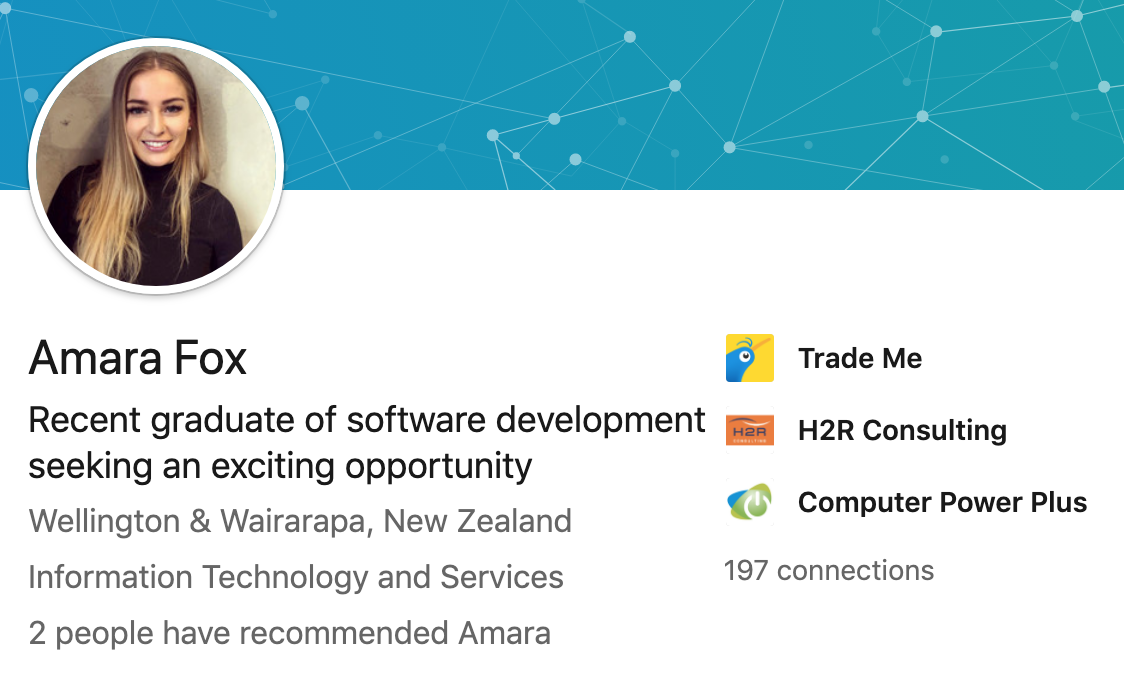 Amara Fox
Recent graduate of software development
seeking an exciting opportunity
Wellington & Wairarapa, New Zealand
Information Technology and Services
2 people have recommended Amara
Trade Me
H2R
CONSULTING
H2R Consulting
Computer Power Plus
197 connections